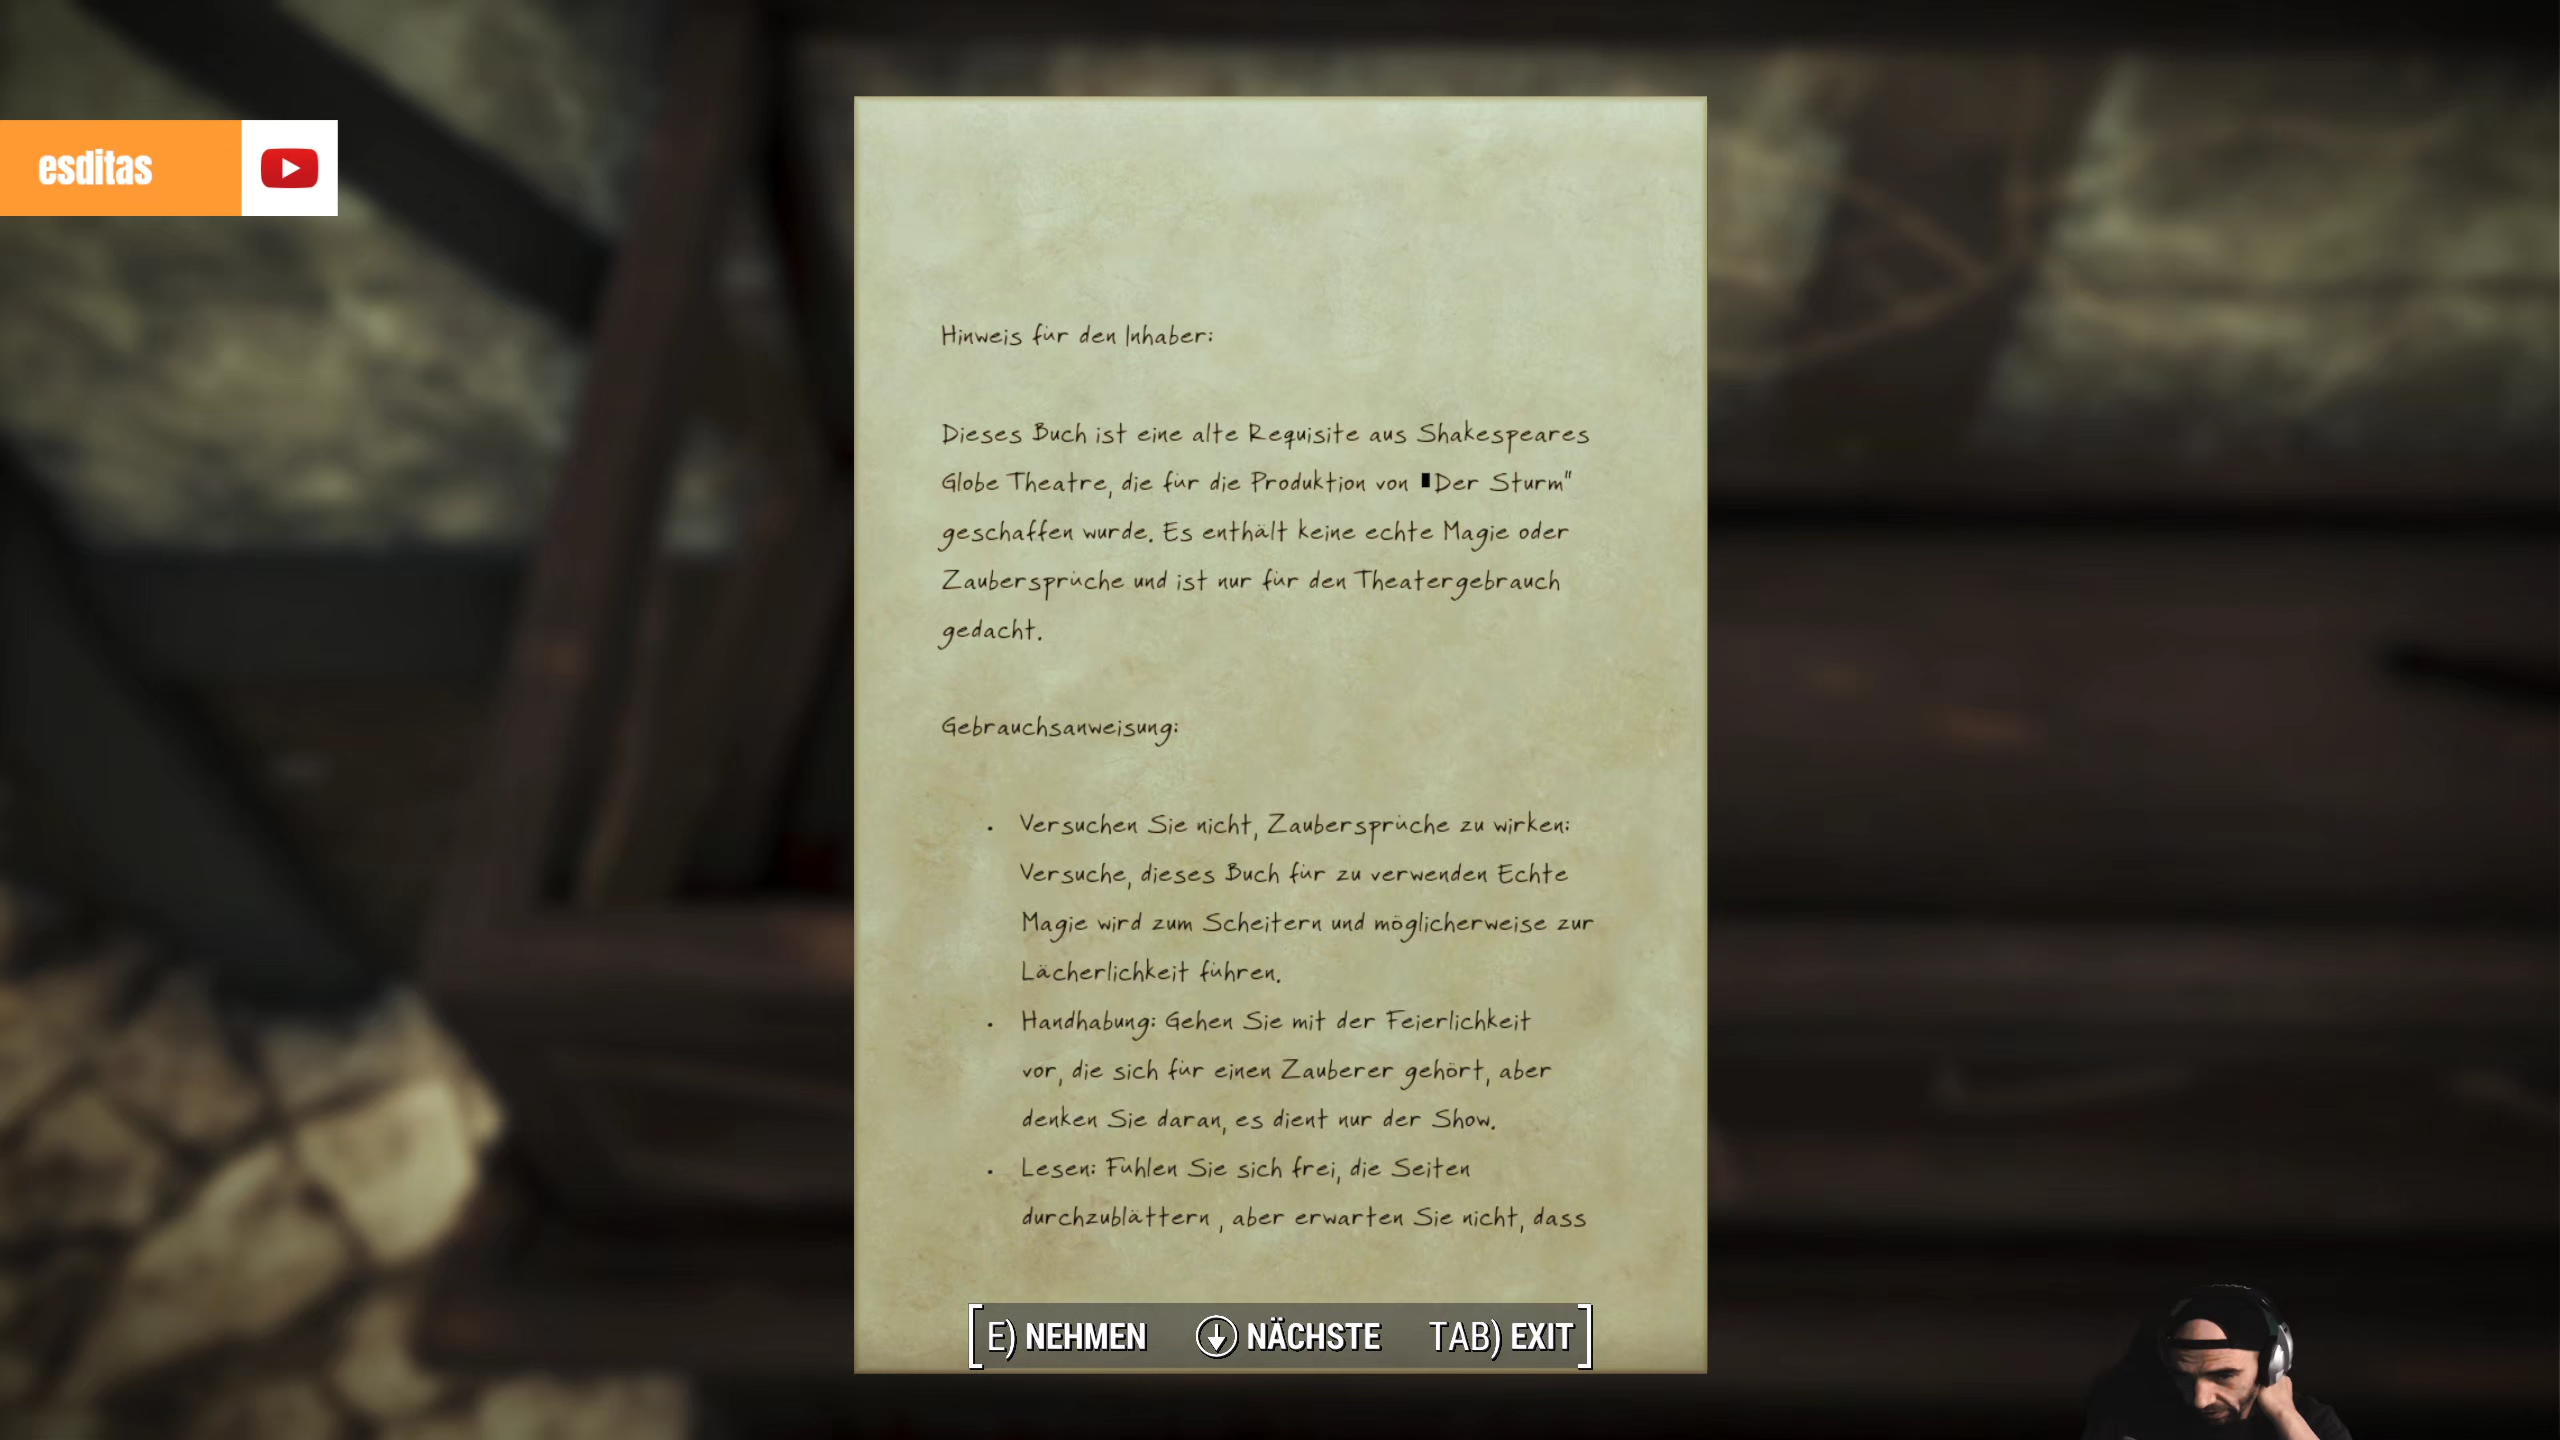 esditas
Hinweis für den Inhaber:
Dieses Buch ist eine alte Requisite aus Shakespeares
Globe Theatre, die für die Produktion von ▮Der Sturm"
geschaffen wurde. Es enthält keine echte Magie oder
Zaubersprüche und ist nur für den Theatergebrauch
gedacht.
Gebrauchsanweisung:
• Versuchen Sie nicht, Zaubersprüche zu wirken:
Versuche, dieses Buch für zu verwenden Echte
Magie wird zum Scheitern und möglicherweise zur
Lächerlichkeit führen.
• Handhabung: Gehen Sie mit der Feierlichkeit
vor, die sich für einen Zauberer gehört, aber
denken Sie daran, es dient nur der Show.
• Lesen: Fühlen Sie sich frei, die Seiten
durchzublättern , aber erwarten Sie nicht, dass
E) NEHMEN NÄCHSTE TAB) EXIT